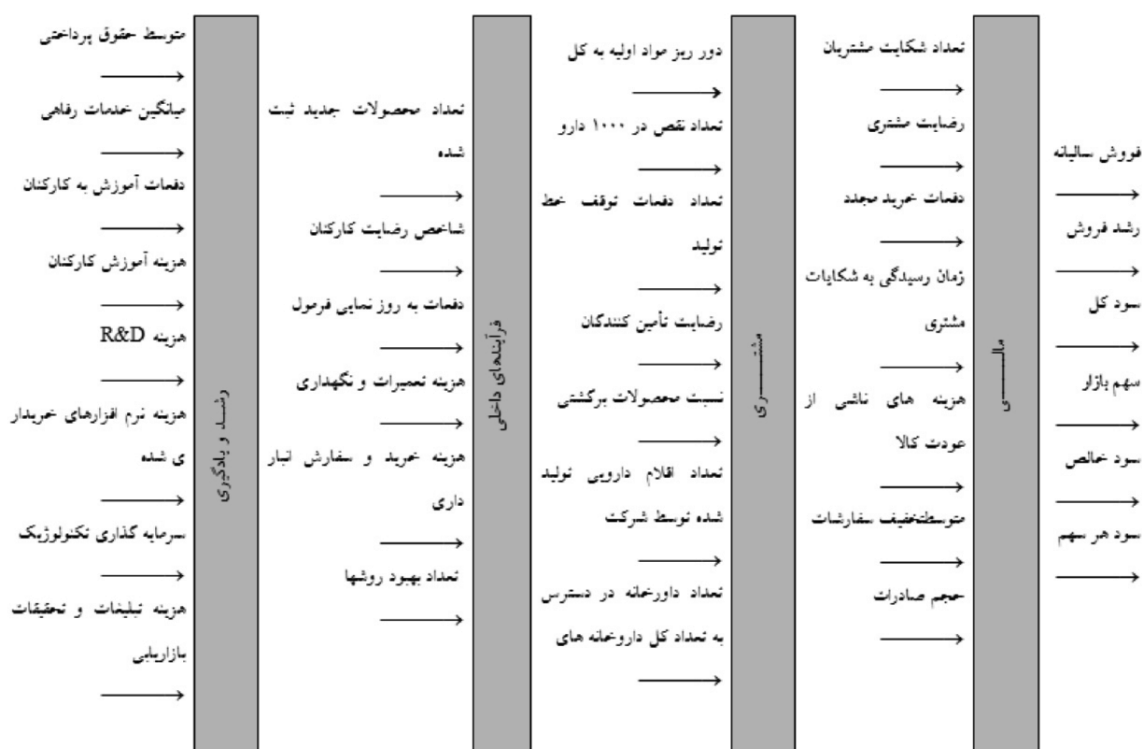 متوسط حقوق پرداختی
میانگین خدمات رفاهی
دفعات آموزش به کارکنان
هزینه آموزش کارکنان
هزینه R&D
هزینه نرم افزارهای خریدار
ی شده
سرمایه گذاری تکنولوژیک
هزینه تبلیغات و تحقیقات
بازاریابی
رشد و یادگیری
تعداد محصولات جدید ثبت
شده
شاخص رضایت کارکنان
دفعات به روز نمایی فرمول
هزینه تعمیرات و نگهداری
هزینه خرید و سفارش انبار
داری
تعداد بهبود روشها
فرآیندهای داخلی
دور ریز مواد اولیه به کل
تعداد نقص در ۱۰۰۰ دارو
تعداد دفعات توقف خط
تولید
رضایت تأمین کنندگان
نسبت محصولات برگشتی
تعداد اقلام دارویی تولید
شده توسط شرکت
تعداد داورخانه در دسترس
به تعداد کل داروخانه های
مشتــــری
تعداد شکایت مشتریان
رضایت مشتری
دفعات خرید مجدد
زمان رسیدگی به شکایات
مشتری
هزینه های ناشی از
عودت کالا
متوسطتخفیف سفارشات
حجم صادرات
مالــــی
فروش سالیانه
رشد فروش
سود کل
سهم بازار
سود خالص
سود هر سهم